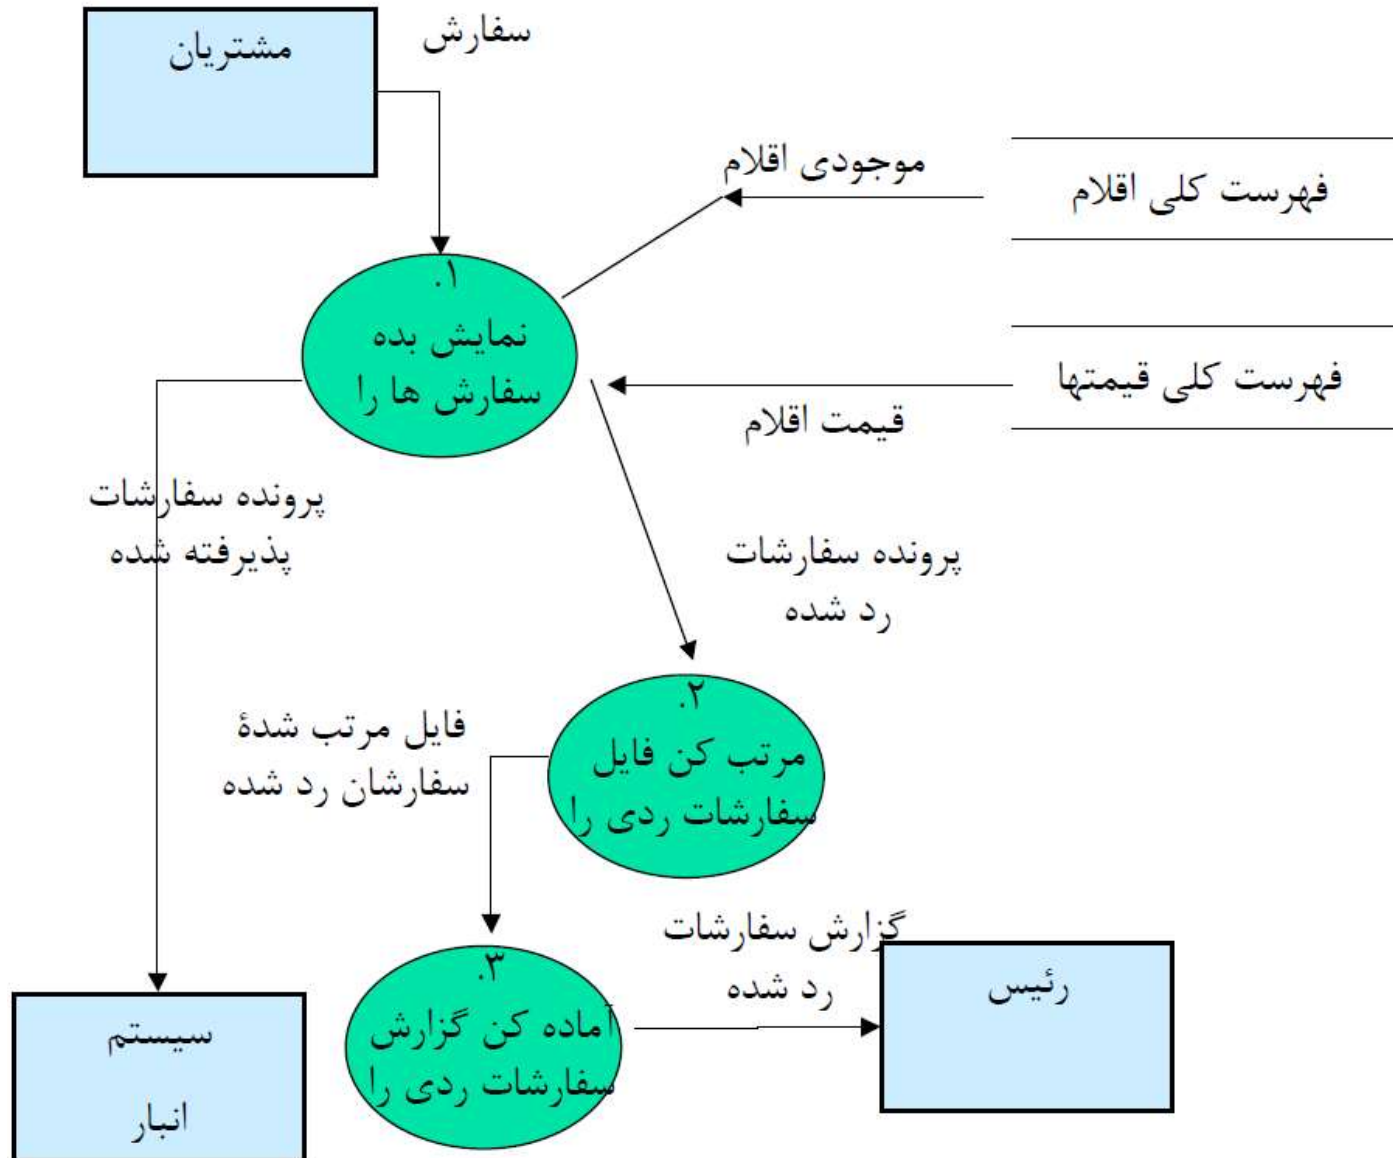 مشتریان
سفارش
موجودی اقلام
فهرست کلی اقلام
۱.
نمایش بده
سفارش ها را
فهرست کلی قیمتها
قیمت اقلام
پرونده سفارشات
پذیرفته شده
پرونده سفارشات
رد شده
۲.
مرتب کن فایل
سفارشات ردی را
فایل مرتب شدۀ
سفارشان رد شده
گزارش سفارشات
رد شده
۳.
آماده کن گزارش
سفارشات ردی را
رئیس
سیستم
انبار